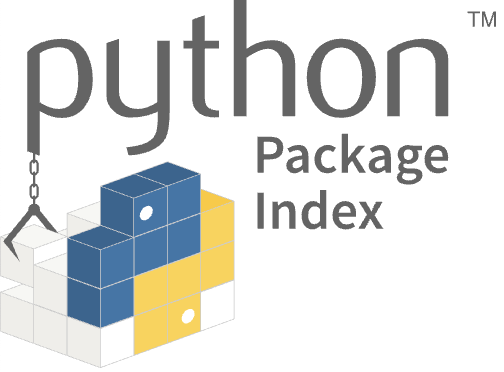 python™
Package
Index